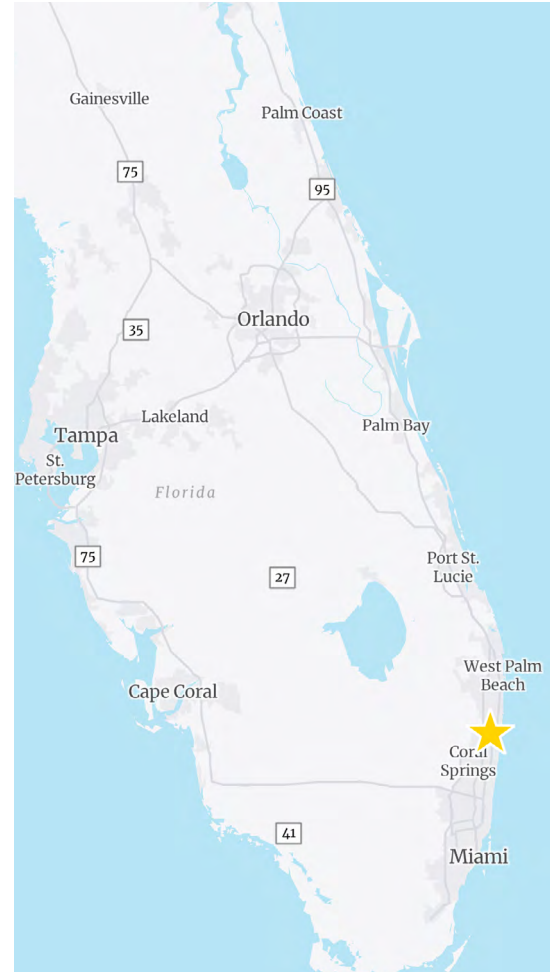 Gainesville
Palm Coast
75
95
Orlando
35
Lakeland
Palm Bay
Tampa
St.
Petersburg
Florida
75
27
Port St.
Lucie
West Palm
Beach
Cape Coral
Coral
Springs
41
Miami